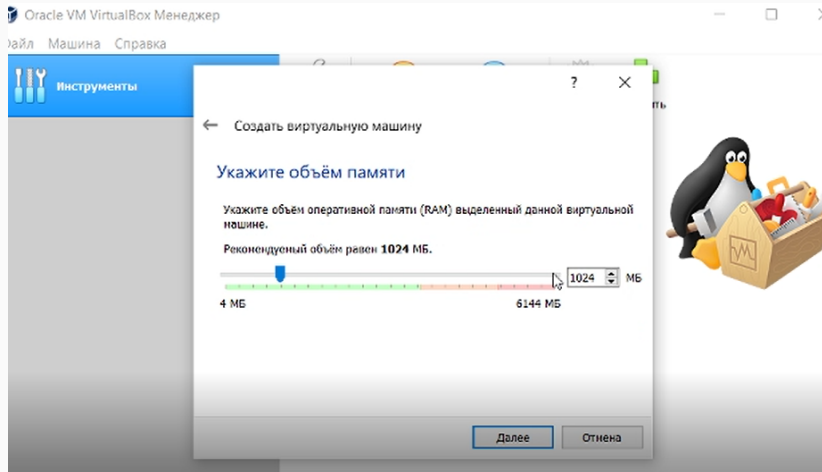 Oracle VM VirtualBox Менеджер
Файл Машина Справка
Инструменты
?
Создать виртуальную машину
Укажите объём памяти
Укажите объём оперативной памяти (RAM) выделенный данной виртуальной
машине.
Рекомендуемый объём равен 1024 МБ.
1024 МБ
4 МБ 6144 МБ
Далее Отмена